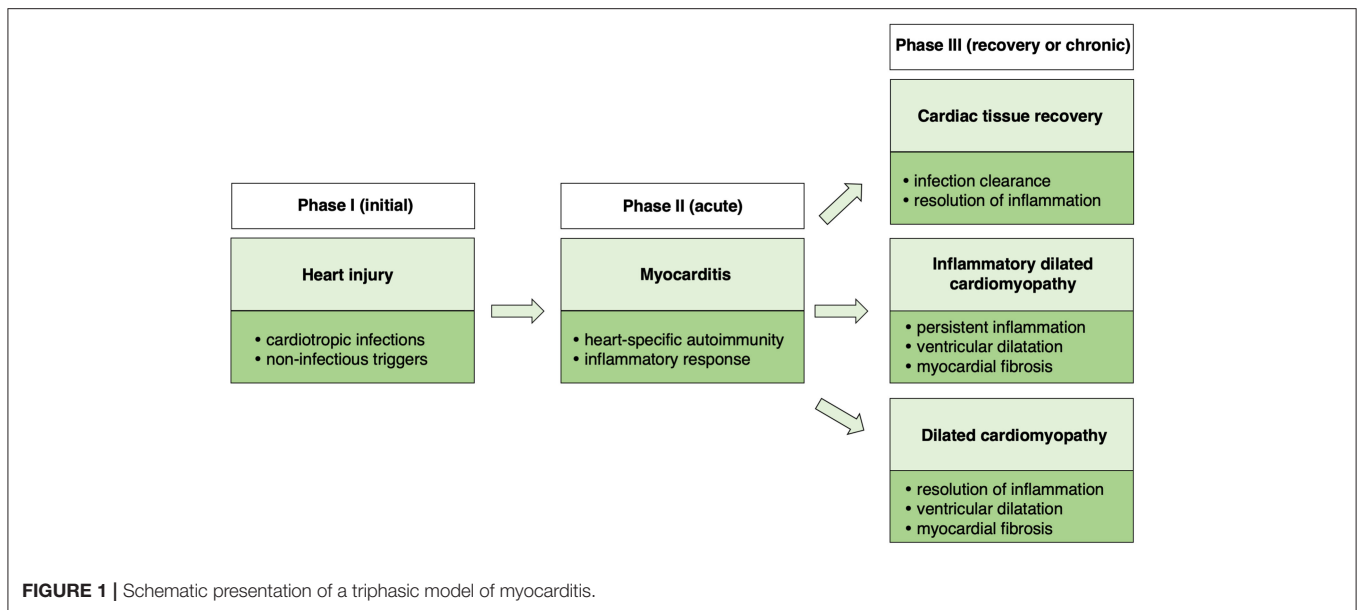 Phase I (initial)
Heart injury
• cardiotropic infections
• non-infectious triggers
Phase II (acute)
Myocarditis
• heart-specific autoimmunity
• inflammatory response
Phase III (recovery or chronic)
Cardiac tissue recovery
• infection clearance
• resolution of inflammation
Inflammatory dilated
cardiomyopathy
• persistent inflammation
• ventricular dilatation
• myocardial fibrosis
Dilated cardiomyopathy
• resolution of inflammation
• ventricular dilatation
• myocardial fibrosis
FIGURE 1 | Schematic presentation of a triphasic model of myocarditis.